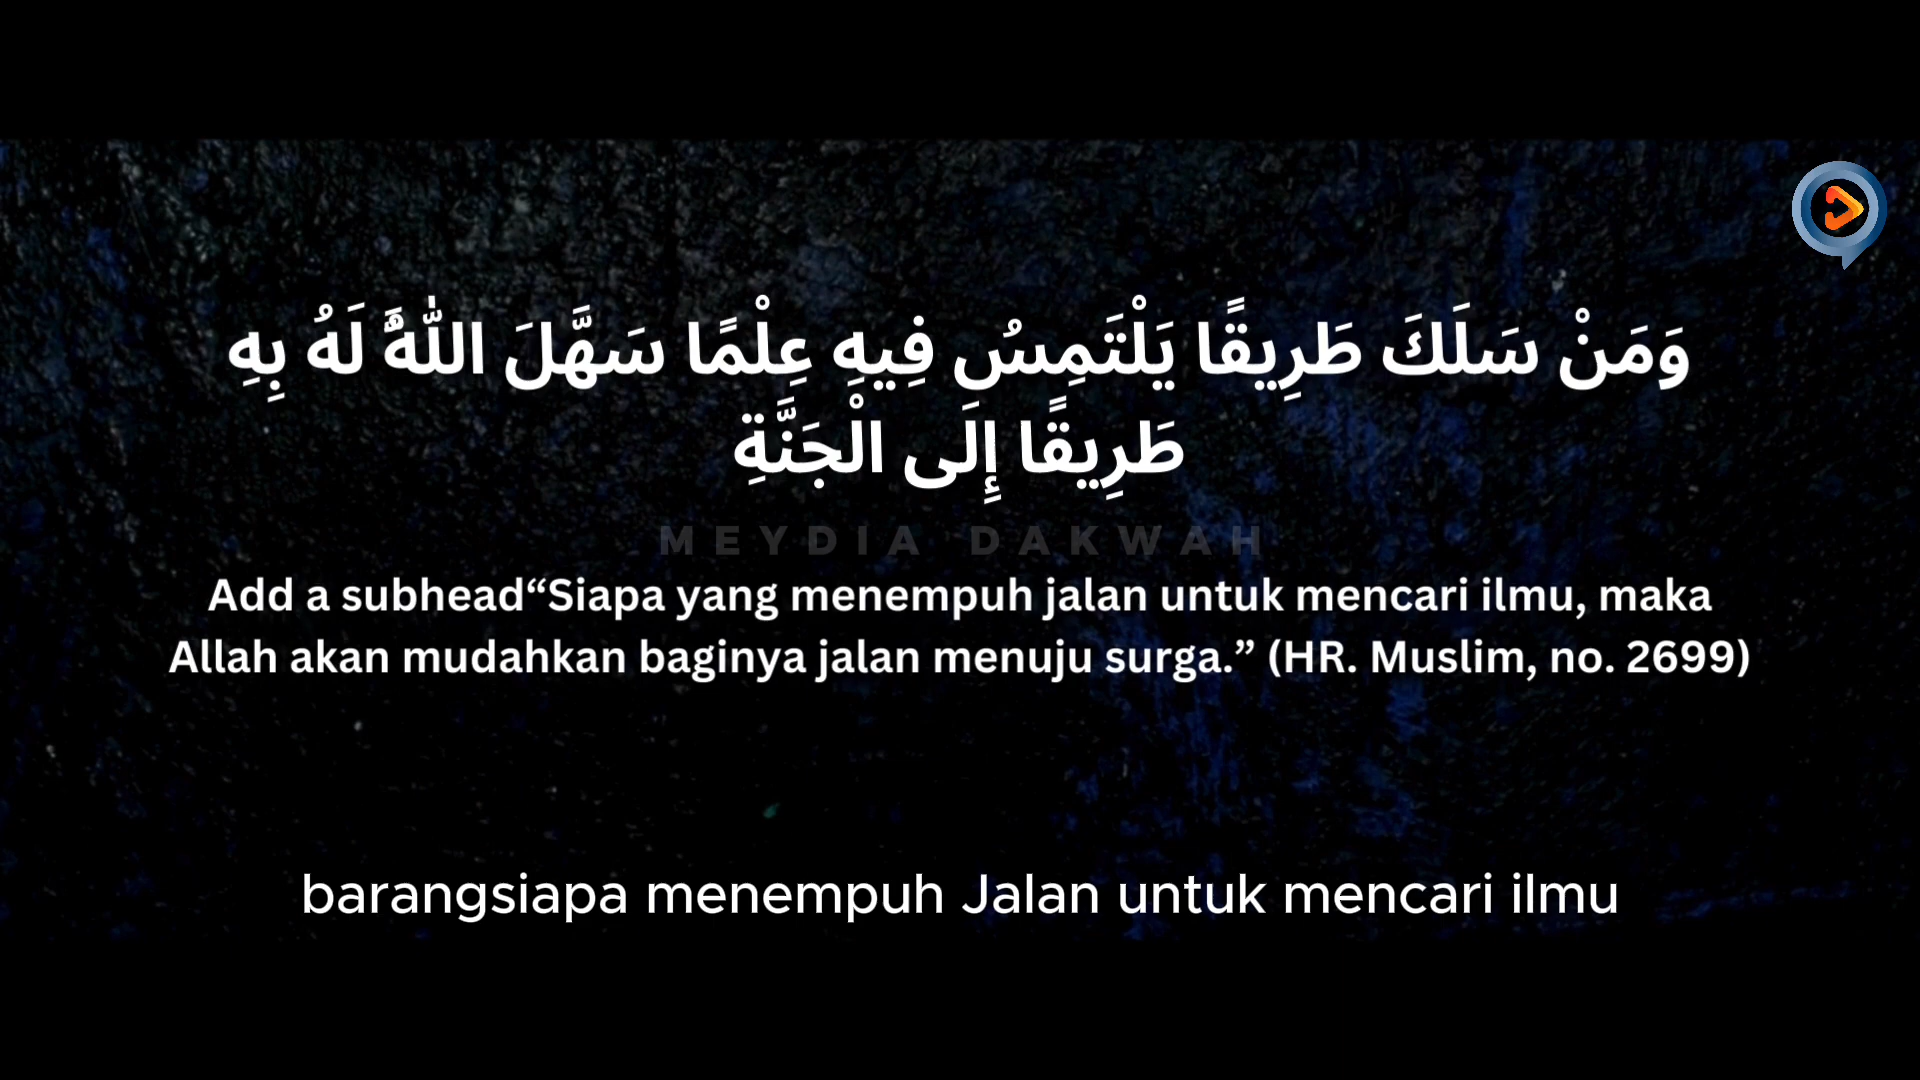 وَمَنْ سَلَكَ طَرِيقًا يَلْتَمِسُ فِيهِ عِلْمًا سَهَّلَ اللَّهُ لَهُ بِهِ
طَرِيقًا إِلَى الْجَنَّةِ
MEYDIA DAKWAH
Add a subhead“Siapa yang menempuh jalan untuk mencari ilmu, maka
Allah akan mudahkan baginya jalan menuju surga.” (HR. Muslim, no. 2699)
barangsiapa menempuh Jalan untuk mencari ilmu